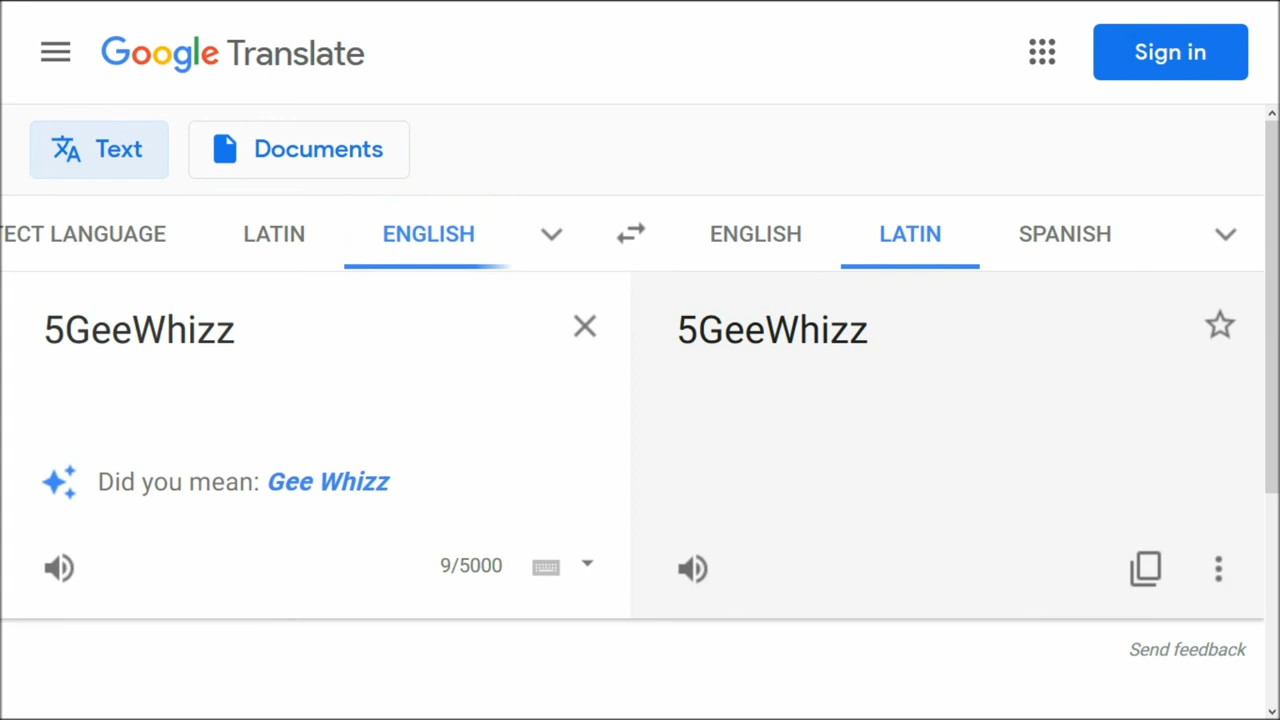 Google Translate
Sign in
Text
Documents
TECT LANGUAGE
LATIN
ENGLISH
ENGLISH
LATIN
SPANISH
5GeeWhizz
5GeeWhizz
Did you mean: Gee Whizz
9/5000
Send feedback